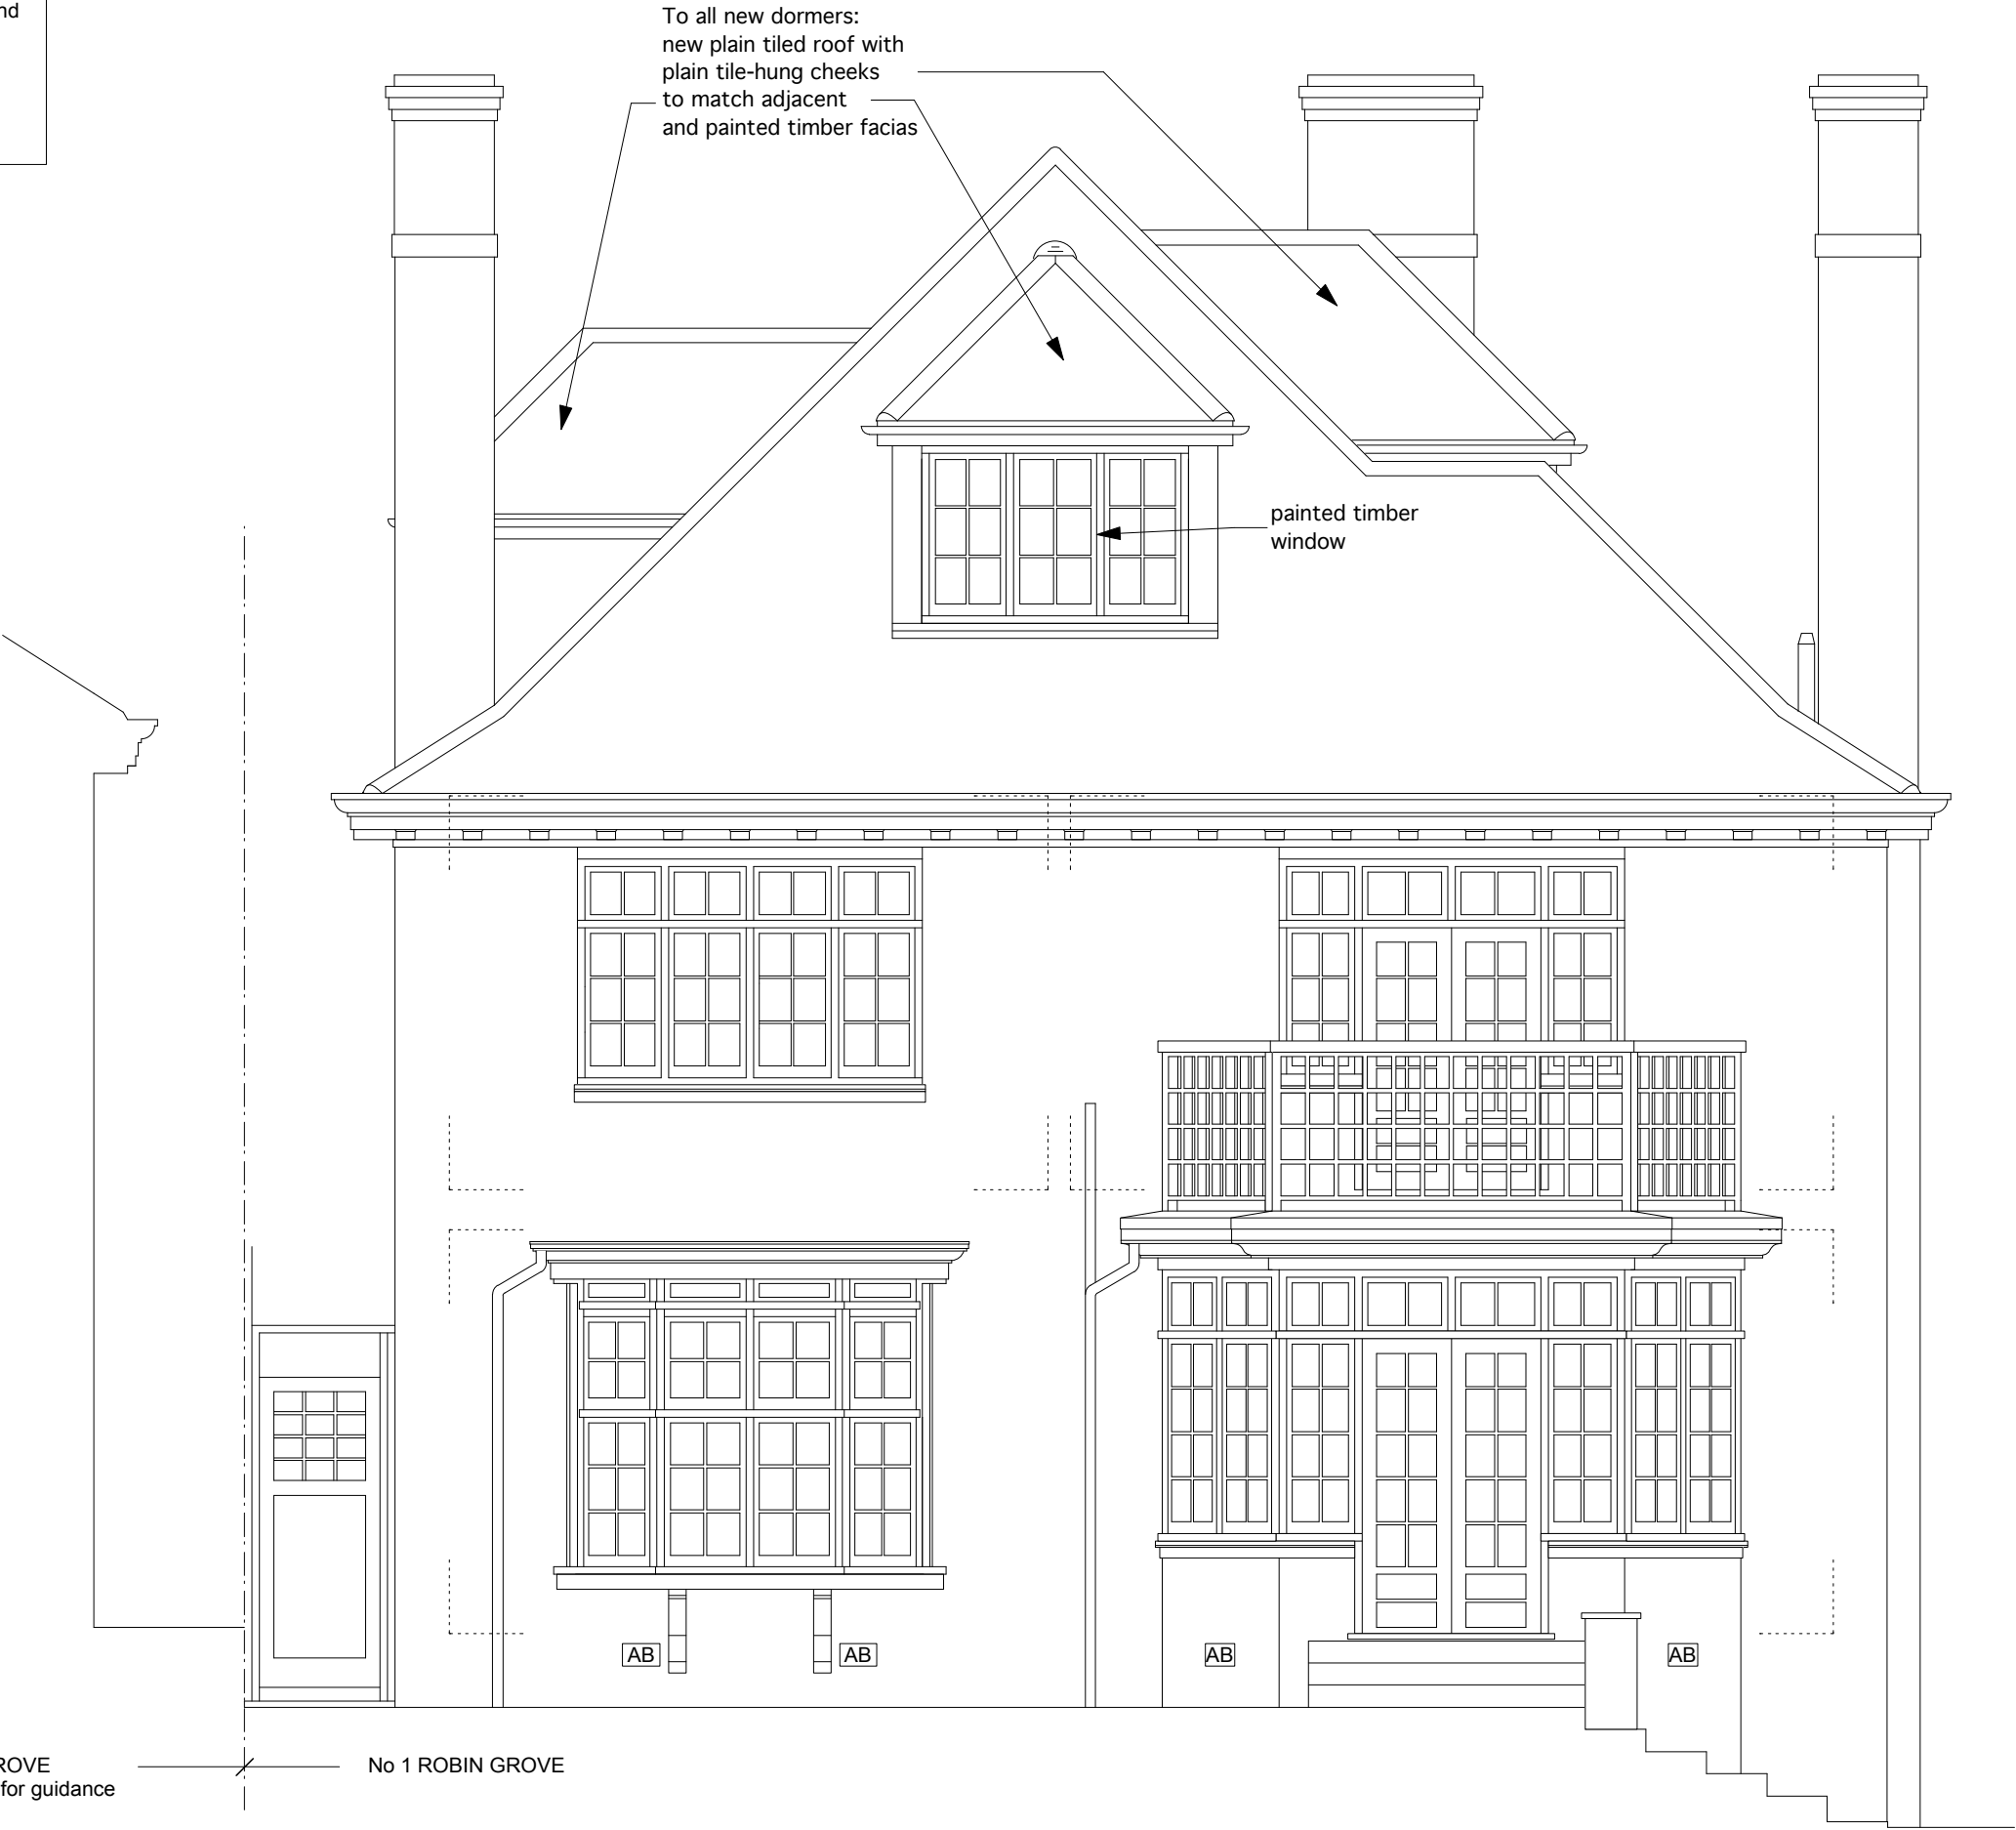 nd
To all new dormers:
new plain tiled roof with
plain tile-hung cheeks
to match adjacent
and painted timber facias
painted timber
window
AB
AB
AB
AB
ROVE
for guidance
No 1 ROBIN GROVE